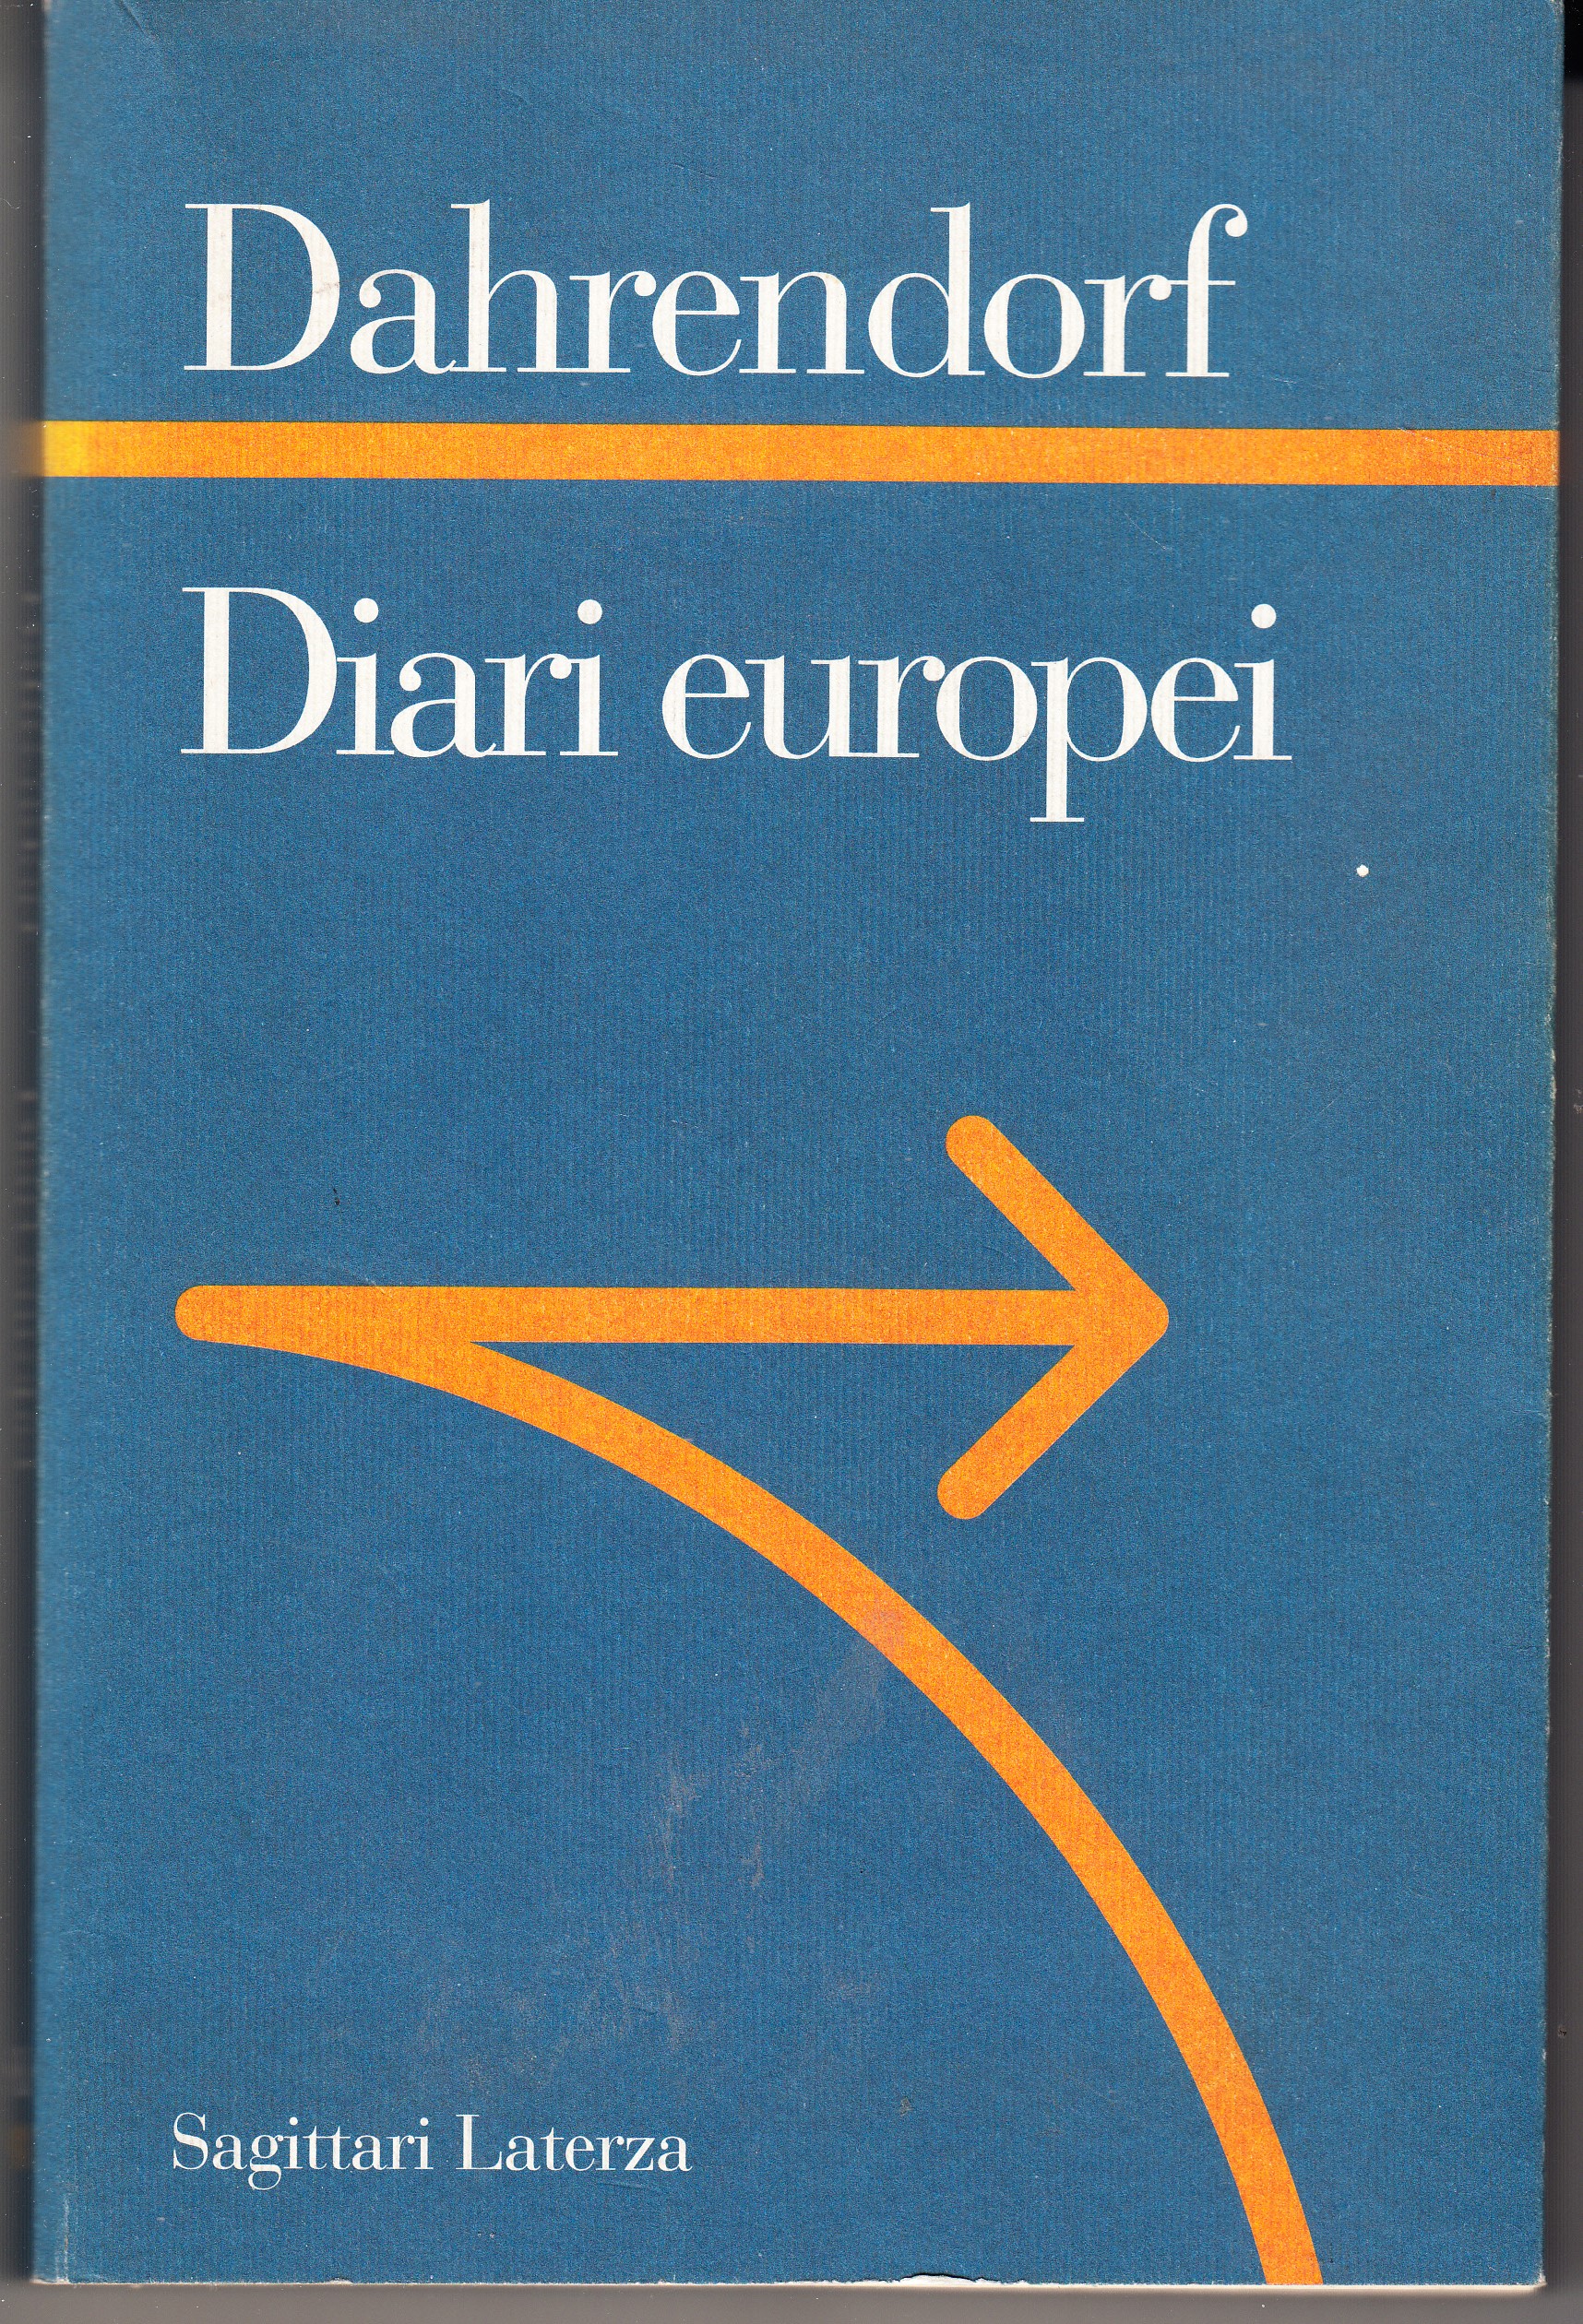 Dahrendorf
Diari europei
Sagittari Laterza